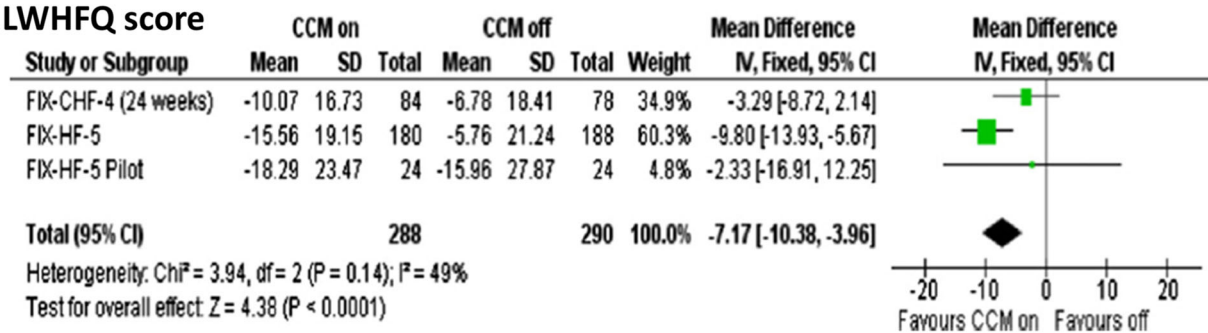 LWHFQ score
CCM on CCM off Mean Difference Mean Difference
Study or Subgroup Mean SD Total Mean SD Total Weight IV, Fixed, 95% CI IV, Fixed, 95% CI
FIX-CHF-4 (24 weeks) -10.07 16.73 84 -6.78 18.41 78 34.9% -3.29 [-8.72, 2.14]
FIX-HF-5 -15.56 19.15 180 -5.76 21.24 188 60.3% -9.80 [-13.93, -5.67]
FIX-HF-5 Pilot -18.29 23.47 24 -15.96 27.87 24 4.8% -2.33 [-16.91, 12.25]
Total (95% CI) 288 290 100.0% -7.17 [-10.38, -3.96]
Heterogeneity: Chi² = 3.94, df = 2 (P = 0.14); I² = 49%
Test for overall effect: Z = 4.38 (P < 0.0001)
-20 -10 0 10 20
Favours CCM on Favours off